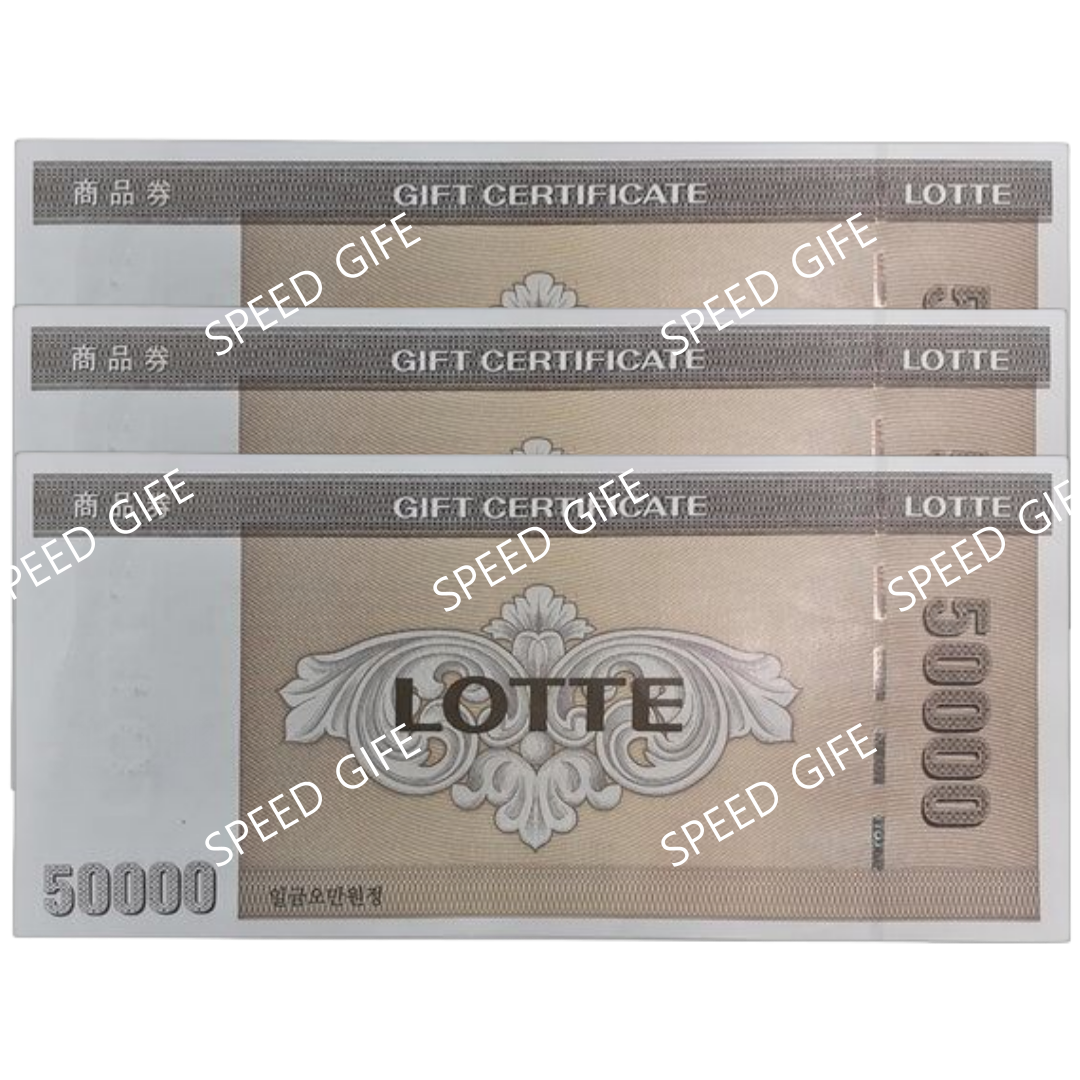 商品券 GIFT CERTIFICATE LOTTE
SPEED GIFE SPEED GIFE
商品券 GIFT CERTIFICATE LOTTE
商品券 GIFT CERTIFICATE LOTTE
SPEED GIFE SPEED GIFE SPEED GIFE
50000
LOTTE
SPEED GIFE SPEED GIFE
50000
일금오만원정